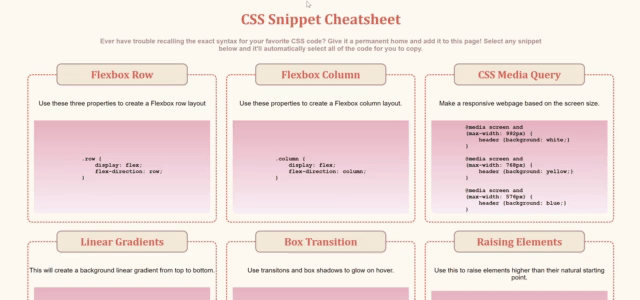 CSS Snippet Cheatsheet
Ever have trouble recalling the exact syntax for your favorite CSS code? Give it a permanent home and add it to this page! Select any snippet
below and it'll automatically select all of the code for you to copy.
Flexbox Row
Use these three properties to create a Flexbox row layout
.row {
display: flex;
flex-direction: row;
}
Flexbox Column
Use these properties to create a Flexbox column layout.
.column {
display: flex;
flex-direction: column;
}
CSS Media Query
Make a responsive webpage based on the screen size.
@media screen and
(max-width: 992px) {
header {background: white;}
}
@media screen and
(max-width: 768px) {
header {background: yellow;}
}
@media screen and
(max-width: 576px) {
header {background: blue;}
}
Linear Gradients
This will create a background linear gradient from top to bottom.
Box Transition
Use transitons and box shadows to glow on hover.
Raising Elements
Use this to raise elements higher than their natural starting
point.